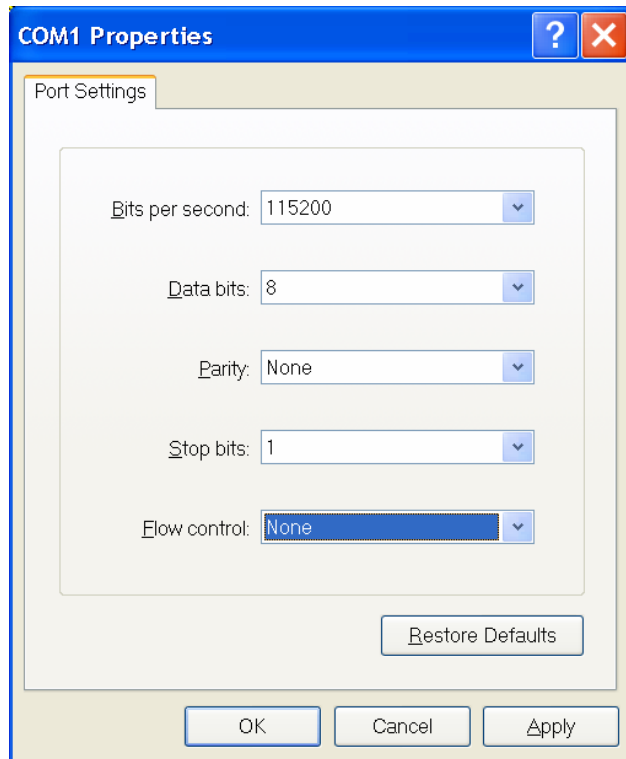 COM1 Properties
Port Settings
Bits per second: 115200
Data bits: 8
Parity: None
Stop bits: 1
Flow control: None
Restore Defaults
OK Cancel Apply